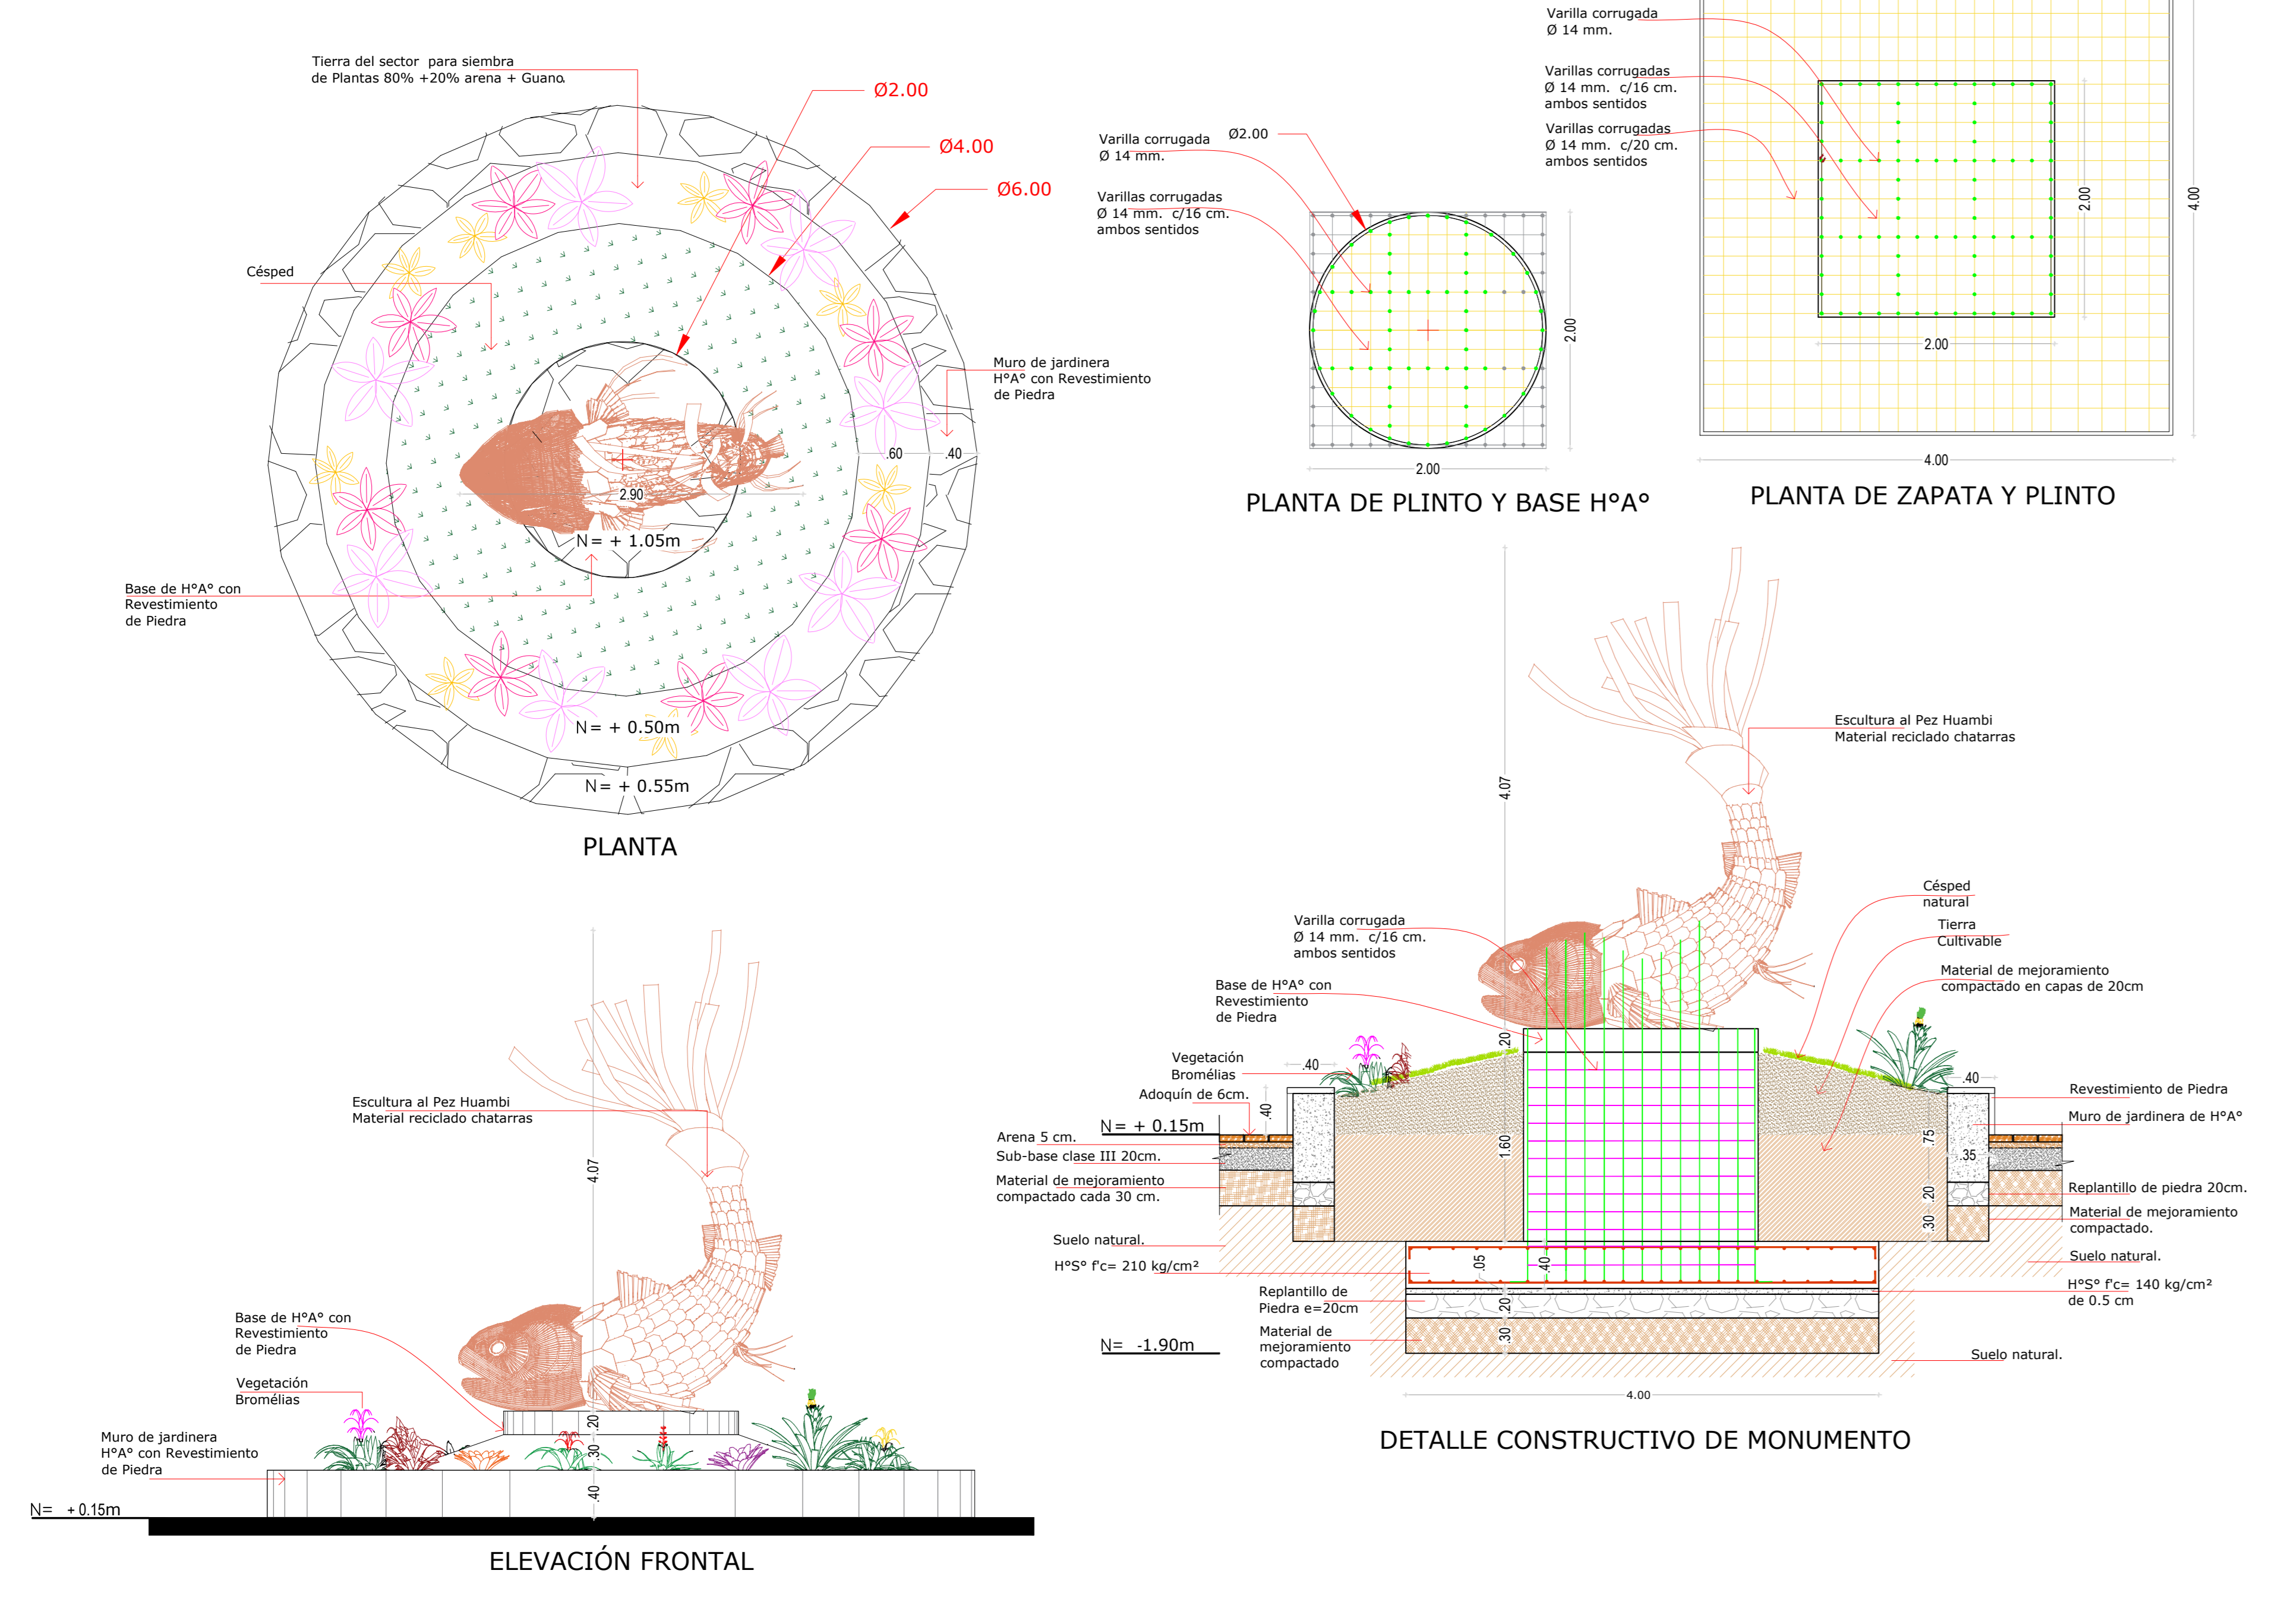 Tierra del sector para siembra
de Plantas 80% +20% arena + Guano.
Ø2.00
Ø4.00
Ø6.00
Césped
Muro de jardinera
H°A° con Revestimiento
de Piedra
.60
.40
2.90
N= + 1.05m
Base de H°A° con
Revestimiento
de Piedra
N= + 0.50m
N= + 0.55m
PLANTA
Varilla corrugada
Ø 14 mm.
Ø2.00
Varillas corrugadas
Ø 14 mm. c/16 cm.
ambos sentidos
2.00
2.00
PLANTA DE PLINTO Y BASE H°A°
Varilla corrugada
Ø 14 mm.
Varillas corrugadas
Ø 14 mm. c/16 cm.
ambos sentidos
Varillas corrugadas
Ø 14 mm. c/20 cm.
ambos sentidos
2.00
4.00
2.00
4.00
PLANTA DE ZAPATA Y PLINTO
4.07
Escultura al Pez Huambi
Material reciclado chatarras
Base de H°A° con
Revestimiento
de Piedra
Vegetación
Bromélias
Muro de jardinera
H°A° con Revestimiento
de Piedra
.20
.30
.40
N= + 0.15m
ELEVACIÓN FRONTAL
4.07
Escultura al Pez Huambi
Material reciclado chatarras
Césped
natural
Tierra
Cultivable
Material de mejoramiento
compactado en capas de 20cm
Varilla corrugada
Ø 14 mm. c/16 cm.
ambos sentidos
Base de H°A° con
Revestimiento
de Piedra
Vegetación
Bromélias
Adoquín de 6cm.
N= + 0.15m
Arena 5 cm.
Sub-base clase III 20cm.
Material de mejoramiento
compactado cada 30 cm.
Suelo natural.
H°S° f'c= 210 kg/cm²
Replantillo de
Piedra e=20cm
N= -1.90m
Material de
mejoramiento
compactado
.40
.40
.20
1.60
.05
.40
.20
.30
.40
.75
.35
.20
.30
Revestimiento de Piedra
Muro de jardinera de H°A°
Replantillo de piedra 20cm.
Material de mejoramiento
compactado.
Suelo natural.
H°S° f'c= 140 kg/cm²
de 0.5 cm
Suelo natural.
4.00
DETALLE CONSTRUCTIVO DE MONUMENTO